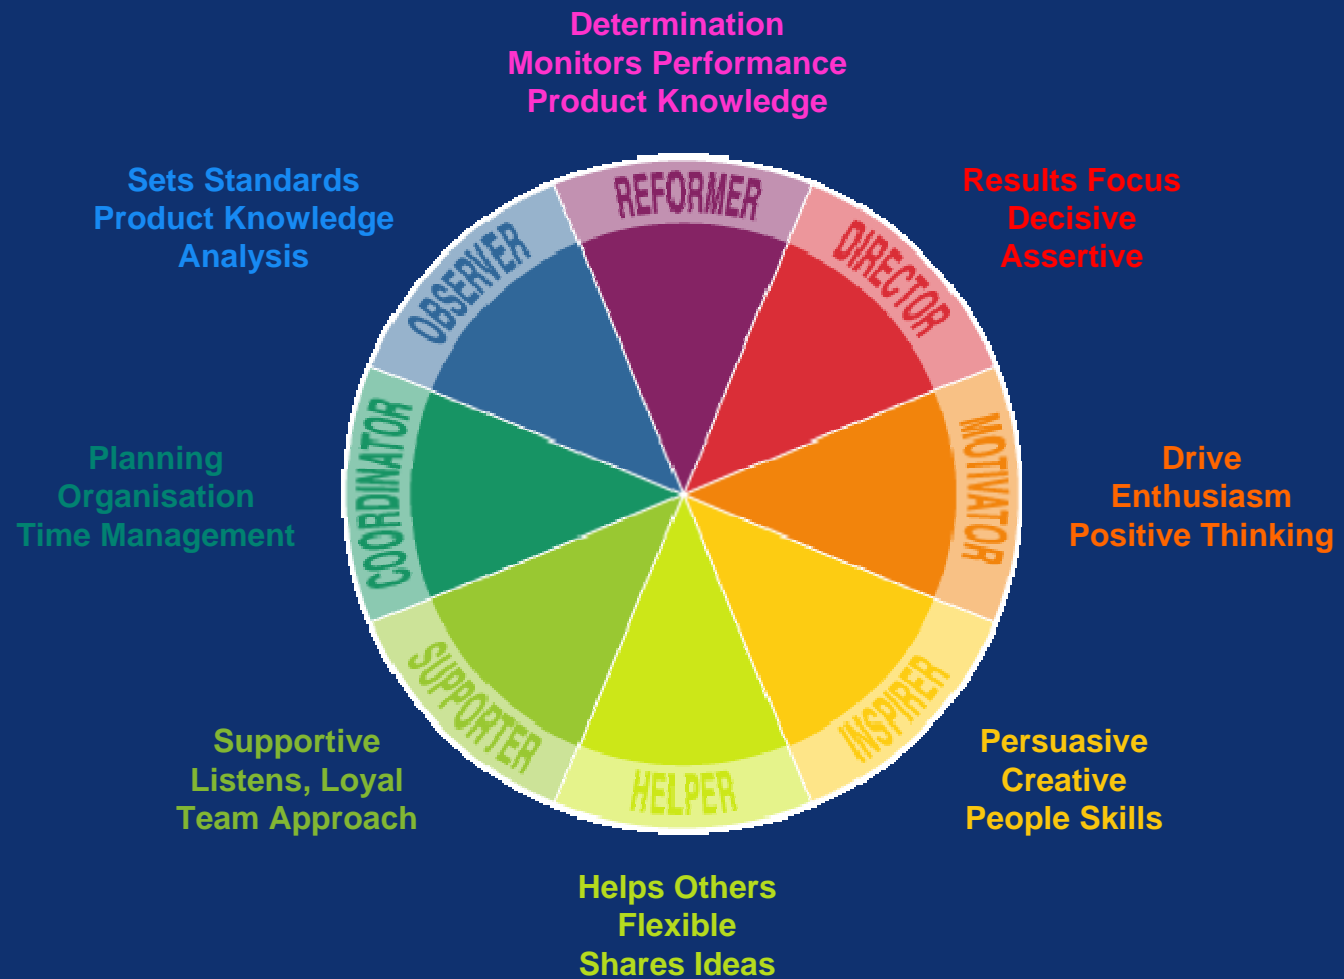 Determination
Monitors Performance
Product Knowledge
Sets Standards
Product Knowledge
Analysis
Results Focus
Decisive
Assertive
REFORMER
OBSERVER
DIRECTOR
COORDINATOR
MOTIVATOR
Planning
Organisation
Time Management
Drive
Enthusiasm
Positive Thinking
SUPPORTER
HELPER
INSPIRER
Supportive
Listens, Loyal
Team Approach
Persuasive
Creative
People Skills
Helps Others
Flexible
Shares Ideas